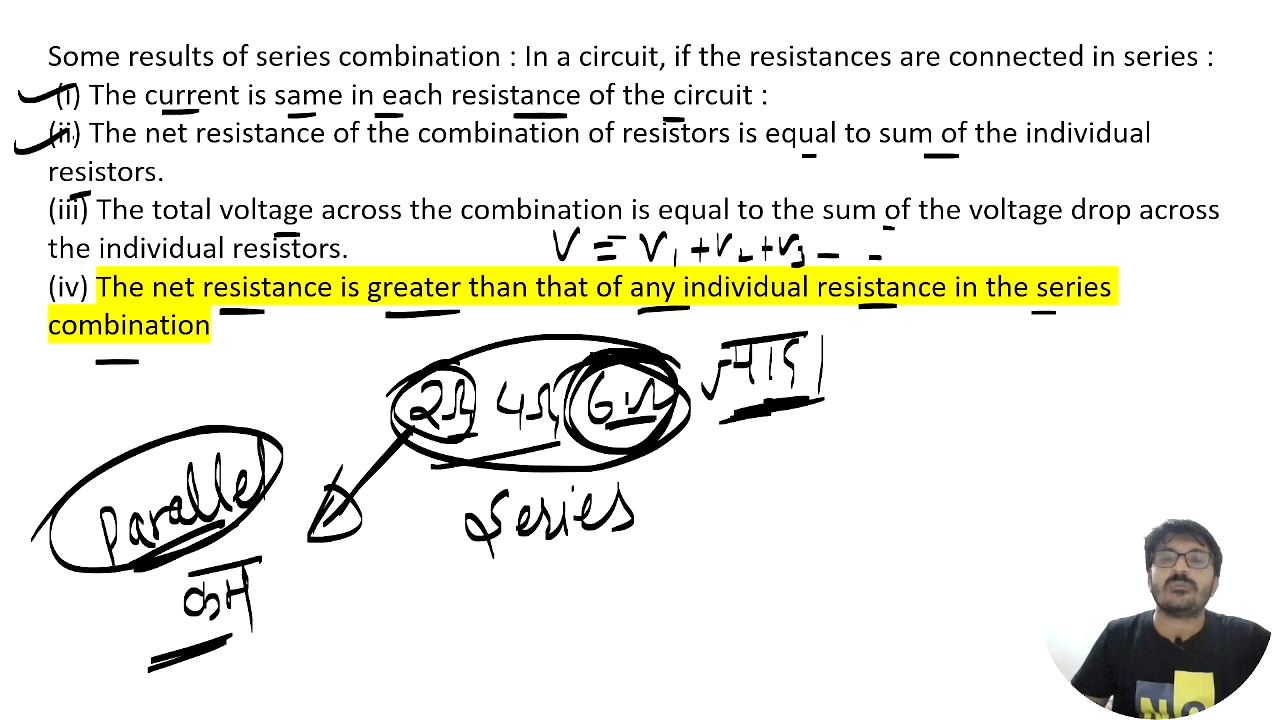 Some results of series combination : In a circuit, if the resistances are connected in series :
(i) The current is same in each resistance of the circuit :
(ii) The net resistance of the combination of resistors is equal to sum of the individual
resistors.
(iii) The total voltage across the combination is equal to the sum of the voltage drop across
the individual resistors.
V = V₁ + V₂ + V₃ - -
(iv) The net resistance is greater than that of any individual resistance in the series
combination
2Ω 4Ω 6Ω
Series
Parallel
कम